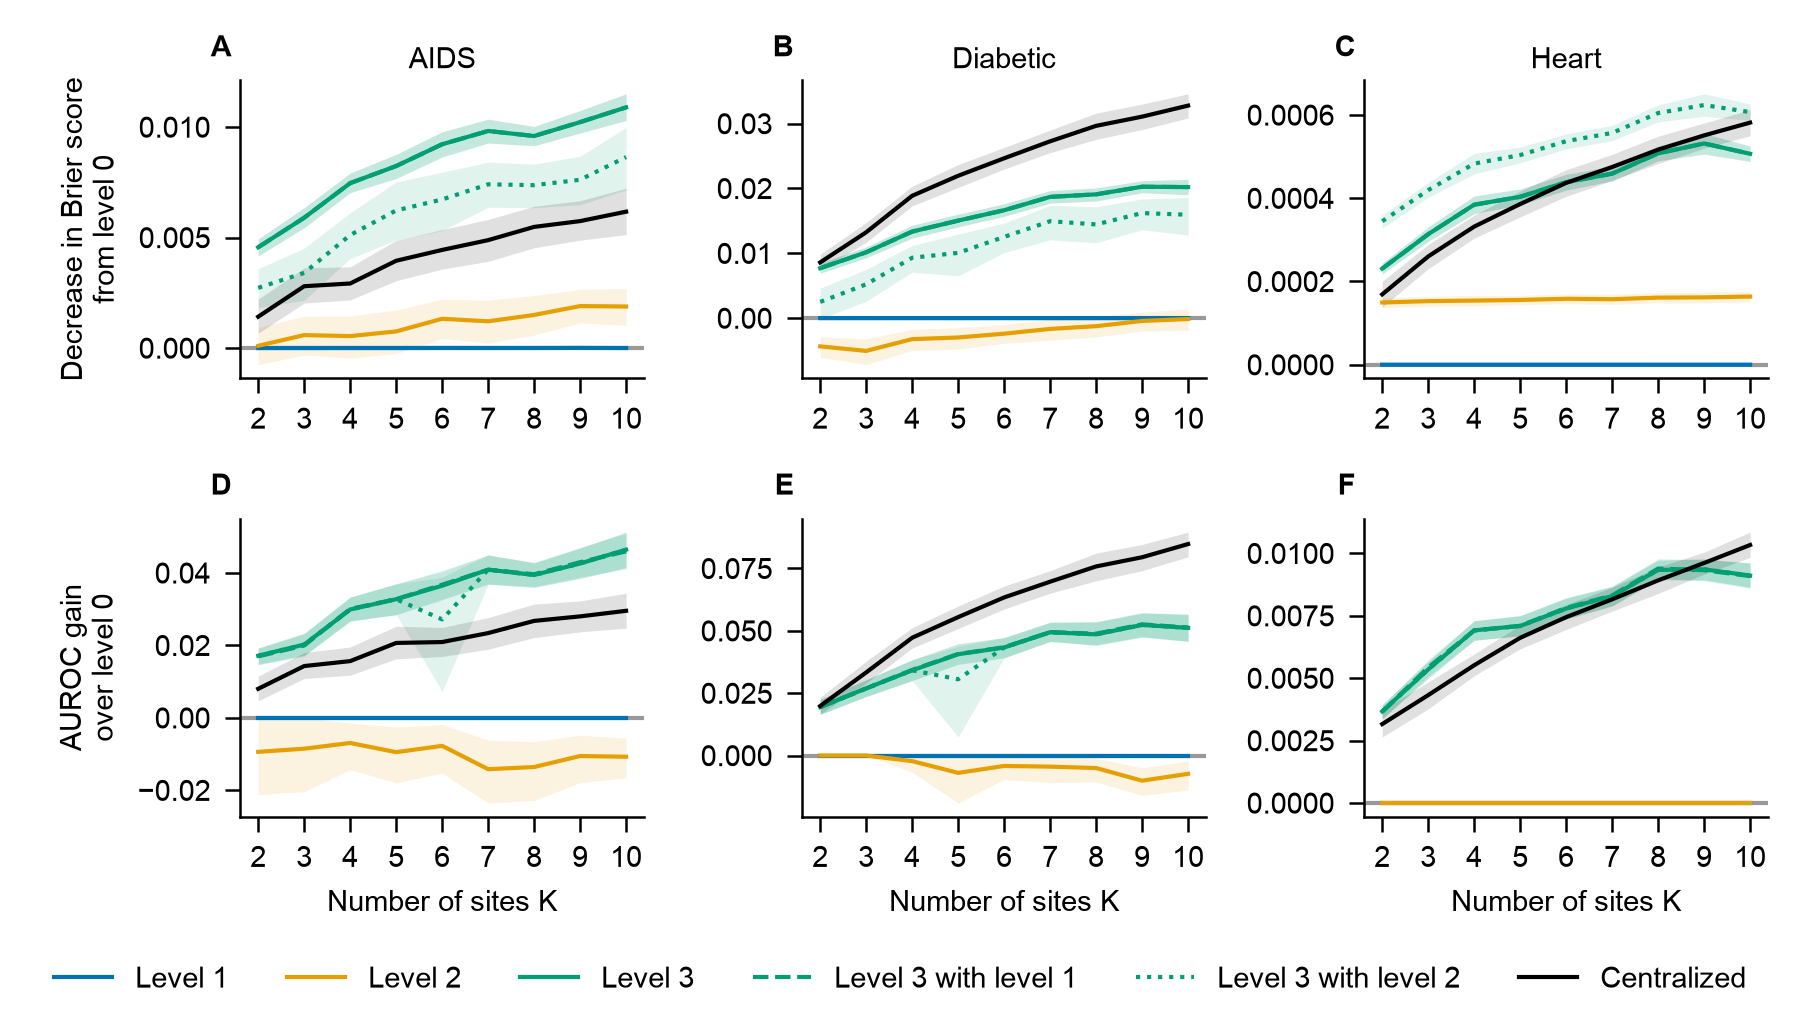 A AIDS
B Diabetic
C Heart
Decrease in Brier score
from level 0
0.010
0.005
0.000
2 3 4 5 6 7 8 9 10
0.03
0.02
0.01
0.00
2 3 4 5 6 7 8 9 10
0.0006
0.0004
0.0002
0.0000
2 3 4 5 6 7 8 9 10
D
E
F
AUROC gain
over level 0
0.04
0.02
0.00
−0.02
2 3 4 5 6 7 8 9 10
Number of sites K
0.075
0.050
0.025
0.000
2 3 4 5 6 7 8 9 10
Number of sites K
0.0100
0.0075
0.0050
0.0025
0.0000
2 3 4 5 6 7 8 9 10
Number of sites K
Level 1 Level 2 Level 3 Level 3 with level 1 Level 3 with level 2 Centralized